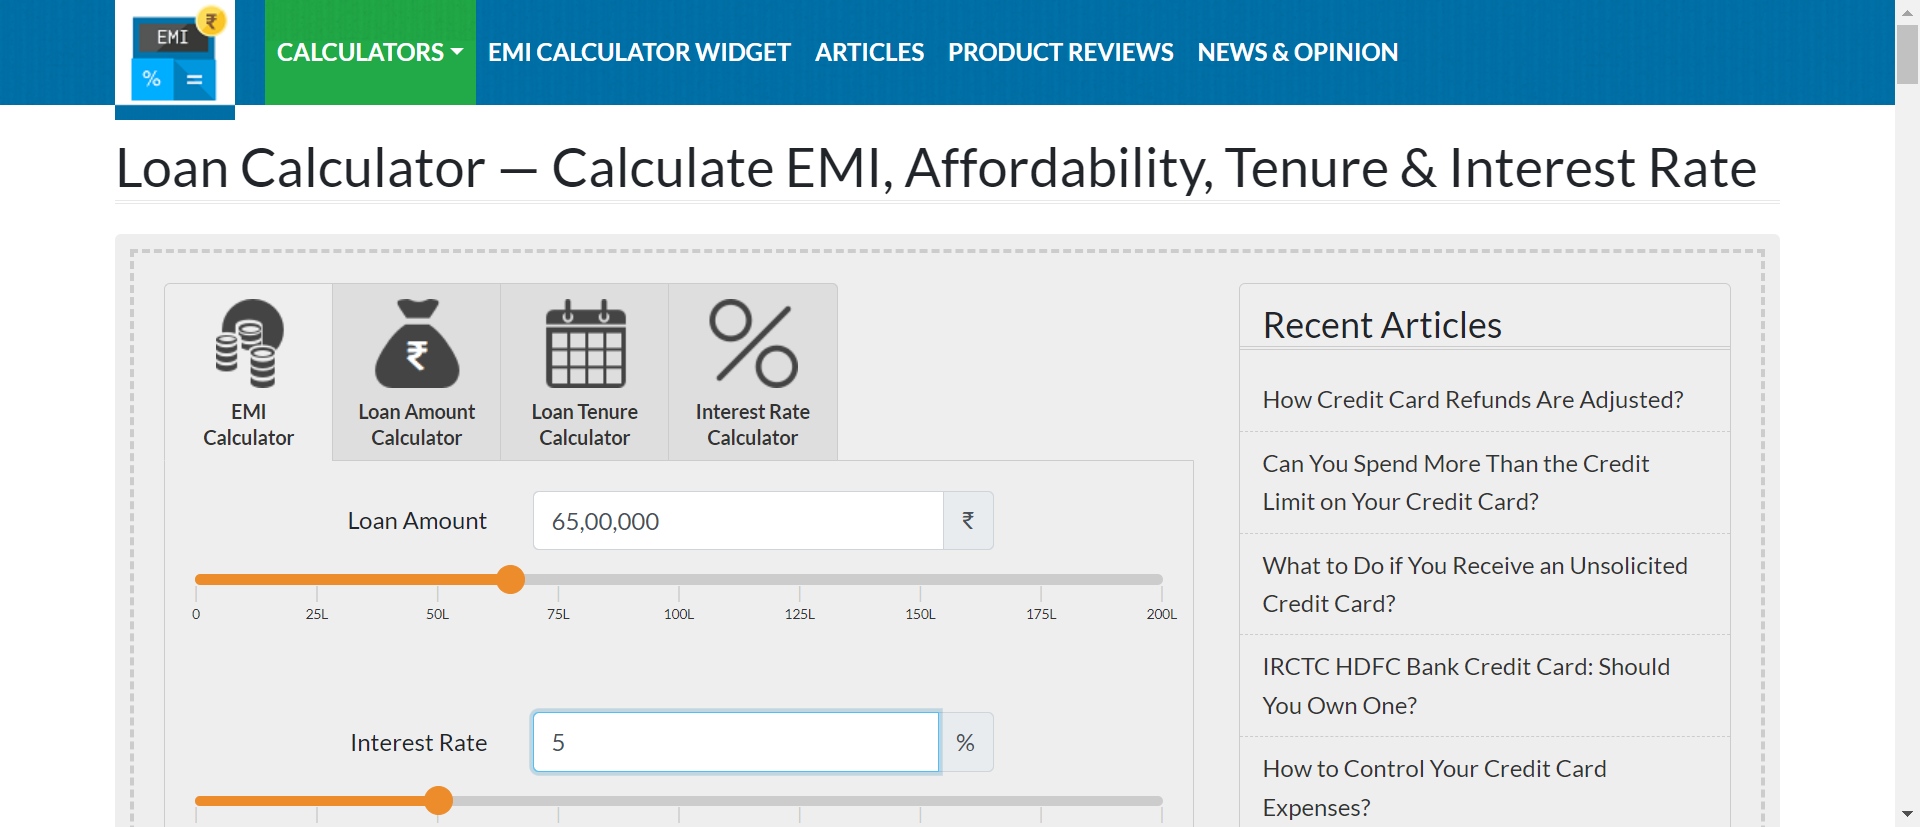 EMI
₹
%
=
CALCULATORS
EMI CALCULATOR WIDGET
ARTICLES
PRODUCT REVIEWS
NEWS & OPINION
Loan Calculator — Calculate EMI, Affordability, Tenure & Interest Rate
EMI
Calculator
₹
Loan Amount
Calculator
Loan Tenure
Calculator
Interest Rate
Calculator
Loan Amount
65,00,000
₹
0 25L 50L 75L 100L 125L 150L 175L 200L
Interest Rate
5
%
Recent Articles
How Credit Card Refunds Are Adjusted?
Can You Spend More Than the Credit
Limit on Your Credit Card?
What to Do if You Receive an Unsolicited
Credit Card?
IRCTC HDFC Bank Credit Card: Should
You Own One?
How to Control Your Credit Card
Expenses?